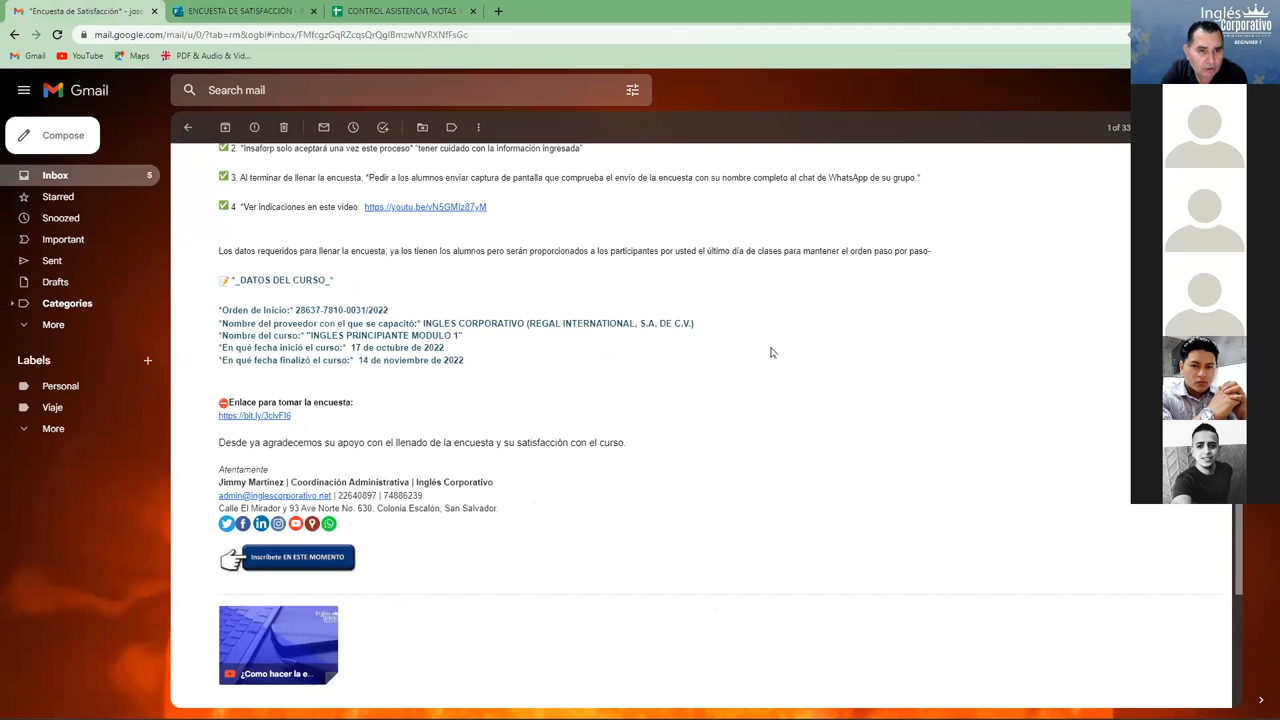 *Encuesta de Satisfacción* - jose
ENCUESTA DE SATISFACCIÓN - IN
CONTROL ASISTENCIA, NOTAS Y
mail.google.com/mail/u/0/?tab=rm&ogbl#inbox/FMfcgzGqRZcqsQrQglBmzwNVRXNfFsGc
Gmail
YouTube
Maps
PDF & Audio & Vid...
Gmail
Search mail
Compose
1 of 33
Inbox 5
Starred
Snoozed
Important
Sent
Drafts
Categories
More
Labels
Personal
Viaje
More
2. *Insaforp solo aceptará una vez este proceso* "tener cuidado con la información ingresada"
3. Al terminar de llenar la encuesta, *Pedir a los alumnos enviar captura de pantalla que comprueba el envío de la encuesta con su nombre completo al chat de WhatsApp de su grupo.*
4. *Ver indicaciones en este video: https://youtu.be/vN5GMIz87yM
Los datos requeridos para llenar la encuesta, ya los tienen los alumnos pero serán proporcionados a los participantes por usted el último día de clases para mantener el orden paso por paso-
*_DATOS DEL CURSO_*
*Orden de Inicio:* 28637-7810-0031/2022
*Nombre del proveedor con el que se capacitó:* INGLES CORPORATIVO (REGAL INTERNATIONAL, S.A. DE C.V.)
*Nombre del curso:* "INGLES PRINCIPIANTE MODULO 1"
*En qué fecha inició el curso:* 17 de octubre de 2022
*En qué fecha finalizó el curso:* 14 de noviembre de 2022
Enlace para tomar la encuesta:
https://bit.ly/3clvFI6
Desde ya agradecemos su apoyo con el llenado de la encuesta y su satisfacción con el curso.
Atentamente
Jimmy Martinez | Coordinación Administrativa | Inglés Corporativo
admin@inglescorporativo.net | 22640897 | 74886239
Calle El Mirador y 93 Ave Norte No. 630, Colonia Escalón, San Salvador.
Inscríbete EN ESTE MOMENTO
¿Como hacer la e...
Inglés
Corporativo
BEGINNER 1